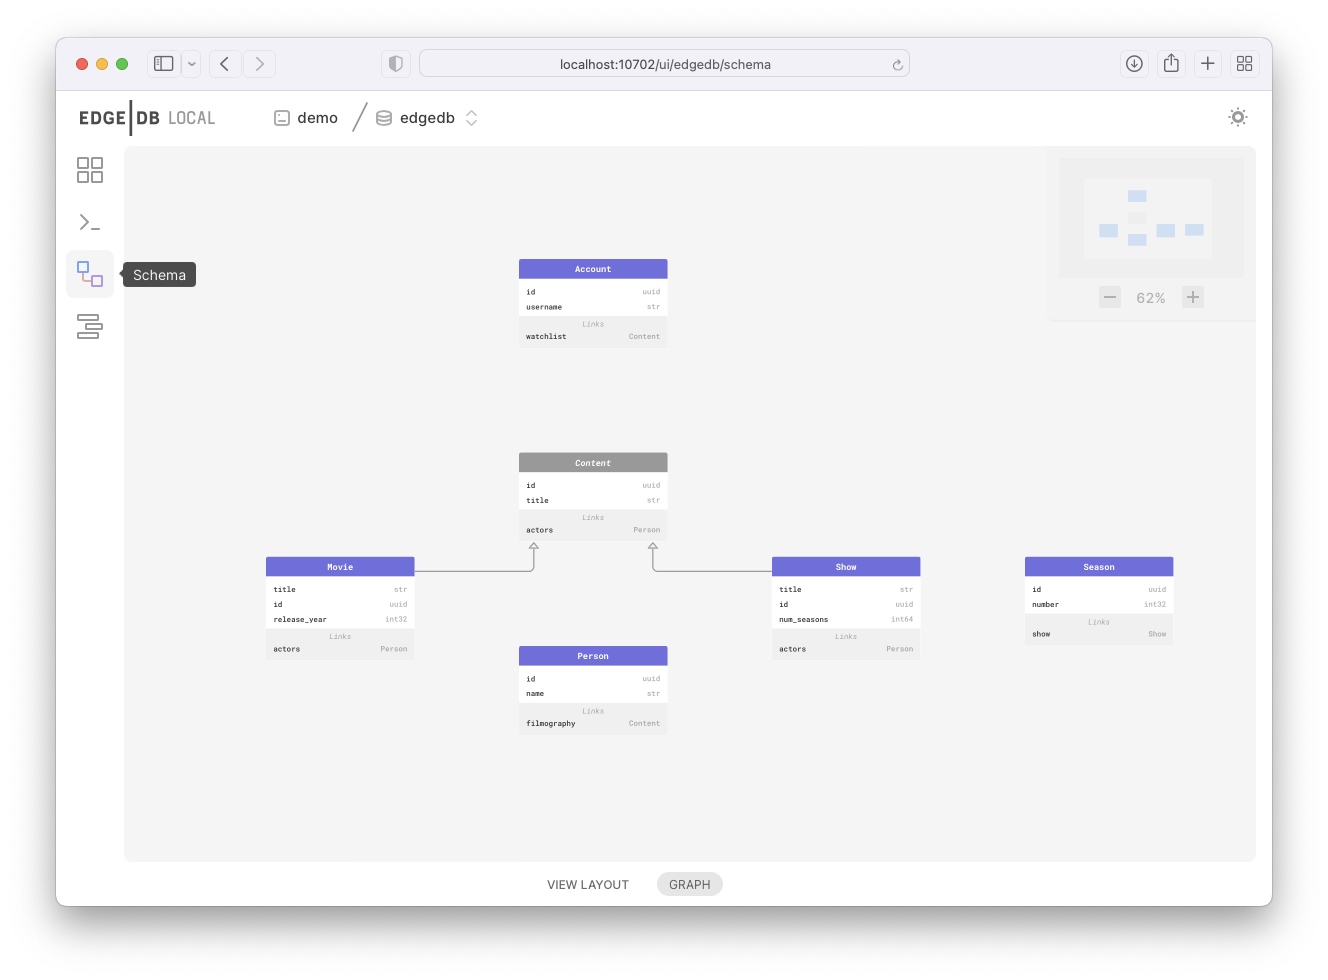 localhost:10702/ui/edgedb/schema
EDGE|DB LOCAL
demo
edgedb
Schema
62%
Account
id uuid
username str
Links
watchlist Content
Content
id uuid
title str
Links
actors Person
Movie
title str
id uuid
release_year int32
Links
actors Person
Show
title str
id uuid
num_seasons int64
Links
actors Person
Season
id uuid
number int32
Links
show Show
Person
id uuid
name str
Links
filmography Content
VIEW LAYOUT
GRAPH